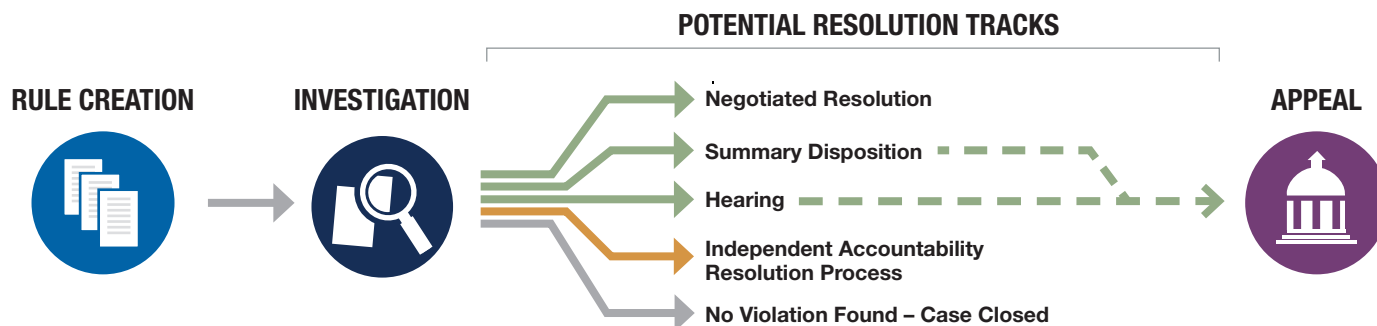 POTENTIAL RESOLUTION TRACKS
RULE CREATION
INVESTIGATION
APPEAL
Negotiated Resolution
Summary Disposition
Hearing
Independent Accountability
Resolution Process
No Violation Found – Case Closed